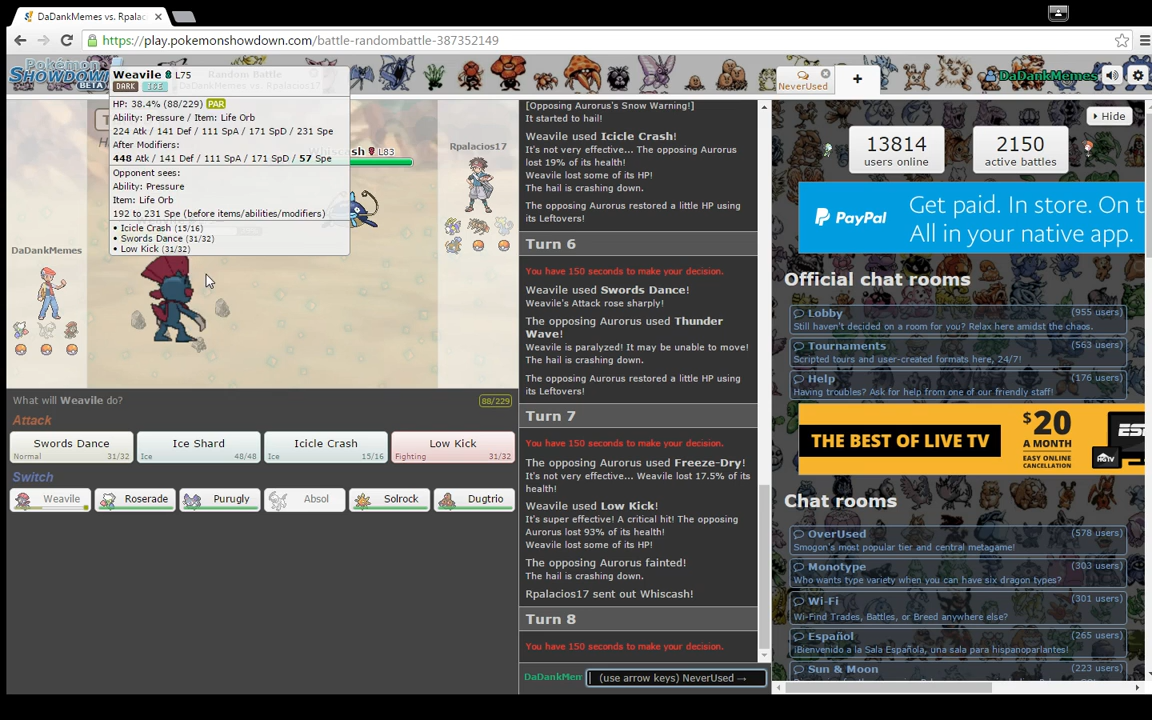 DaDankMemes vs. Rpalac
https://play.pokemonshowdown.com/battle-randombattle-387352149
Pokémon
SHOWDOWN
BETA
Random Battle
DaDankMemes vs. Rpalacios17
NeverUsed
+
DaDankMemes
Weavile L75
DARK ICE
HP: 38.4% (88/229) PAR
Ability: Pressure / Item: Life Orb
224 Atk / 141 Def / 111 SpA / 171 SpD / 231 Spe
After Modifiers:
448 Atk / 141 Def / 111 SpA / 171 SpD / 57 Spe
Opponent sees:
Ability: Pressure
Item: Life Orb
192 to 231 Spe (before items/abilities/modifiers)
• Icicle Crash (15/16)
• Swords Dance (31/32)
• Low Kick (31/32)
Whiscash L83
Rpalacios17
DaDankMemes
What will Weavile do?
88/229
Attack
Swords Dance
Normal 31/32
Ice Shard
Ice 48/48
Icicle Crash
Ice 15/16
Low Kick
Fighting 31/32
Switch
Weavile
Roserade
Purugly
Absol
Solrock
Dugtrio
[Opposing Aurorus's Snow Warning!]
It started to hail!
Weavile used Icicle Crash!
It's not very effective... The opposing Aurorus
lost 19% of its health!
Weavile lost some of its HP!
The hail is crashing down.
The opposing Aurorus restored a little HP using
its Leftovers!
Turn 6
You have 150 seconds to make your decision.
Weavile used Swords Dance!
Weavile's Attack rose sharply!
The opposing Aurorus used Thunder
Wave!
Weavile is paralyzed! It may be unable to move!
The hail is crashing down.
The opposing Aurorus restored a little HP using
its Leftovers!
Turn 7
You have 150 seconds to make your decision.
The opposing Aurorus used Freeze-Dry!
It's not very effective... Weavile lost 17.5% of its
health!
Weavile used Low Kick!
It's super effective! A critical hit! The opposing
Aurorus lost 93% of its health!
Weavile lost some of its HP!
The opposing Aurorus fainted!
The hail is crashing down.
Rpalacios17 sent out Whiscash!
Turn 8
You have 150 seconds to make your decision.
DaDankMem
(use arrow keys) NeverUsed →
Hide
13814
users online
2150
active battles
PayPal
Get paid. In store. On t
All in your native app.
Official chat rooms
Lobby (955 users)
Still haven't decided on a room for you? Relax here amidst the chaos.
Tournaments (563 users)
Scripted tours and user-created formats here, 24/7!
Help (176 users)
Having troubles? Ask for help from one of our friendly staff!
THE BEST OF LIVE TV
$20
A MONTH
EASY ONLINE
CANCELLATION
Chat rooms
OverUsed (578 users)
Smogon's most popular tier and central metagame!
Monotype (303 users)
Who wants type variety when you can have six dragon types?
Wi-Fi (301 users)
Wi-Find Trades, Battles, or Breed anywhere else?
Español (265 users)
¡Bienvenido a la Sala Española, una sala para hispanoparlantes!
Sun & Moon (223 users)